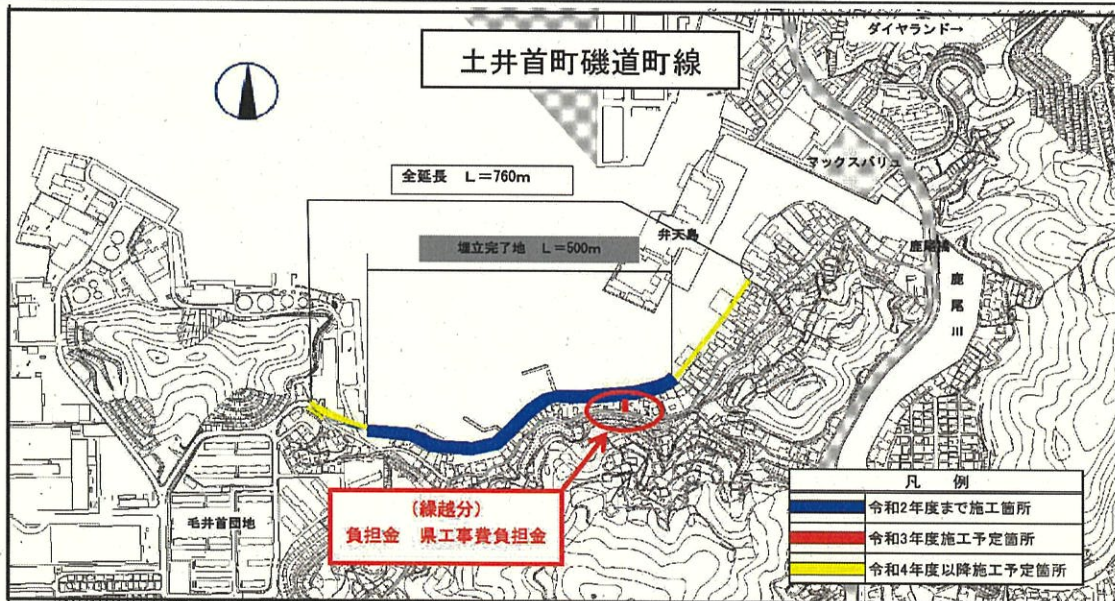 ダイヤランド→
土井首町磯道町線
マックスバリュ
全延長 L=760m
弁天島
埋立完了地 L=500m
鹿尾橋
鹿尾川
(繰越分)
負担金 県工事費負担金
毛井首団地
凡 例
令和2年度まで施工箇所
令和3年度施工予定箇所
令和4年度以降施工予定箇所